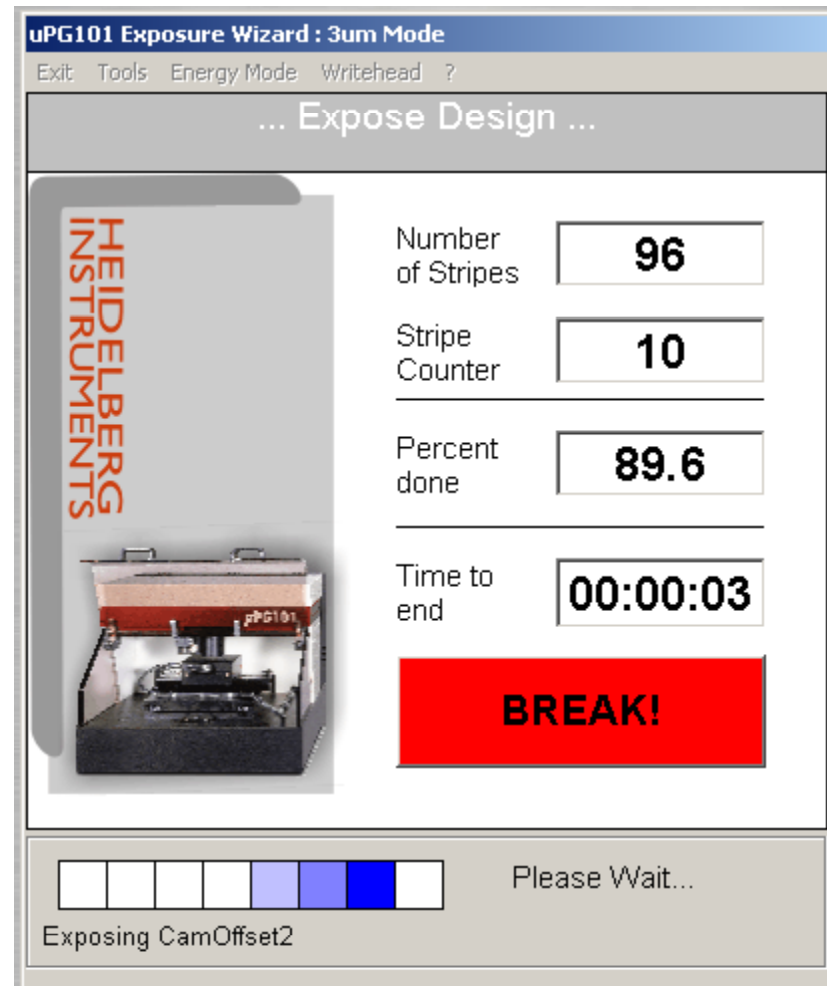 uPG101 Exposure Wizard : 3um Mode
Exit Tools Energy Mode Writehead ?
... Expose Design ...
HEIDELBERG
INSTRUMENTS
Number
of Stripes
96
Stripe
Counter
10
Percent
done
89.6
Time to
end
00:00:03
µPG101
BREAK!
Please Wait...
Exposing CamOffset2